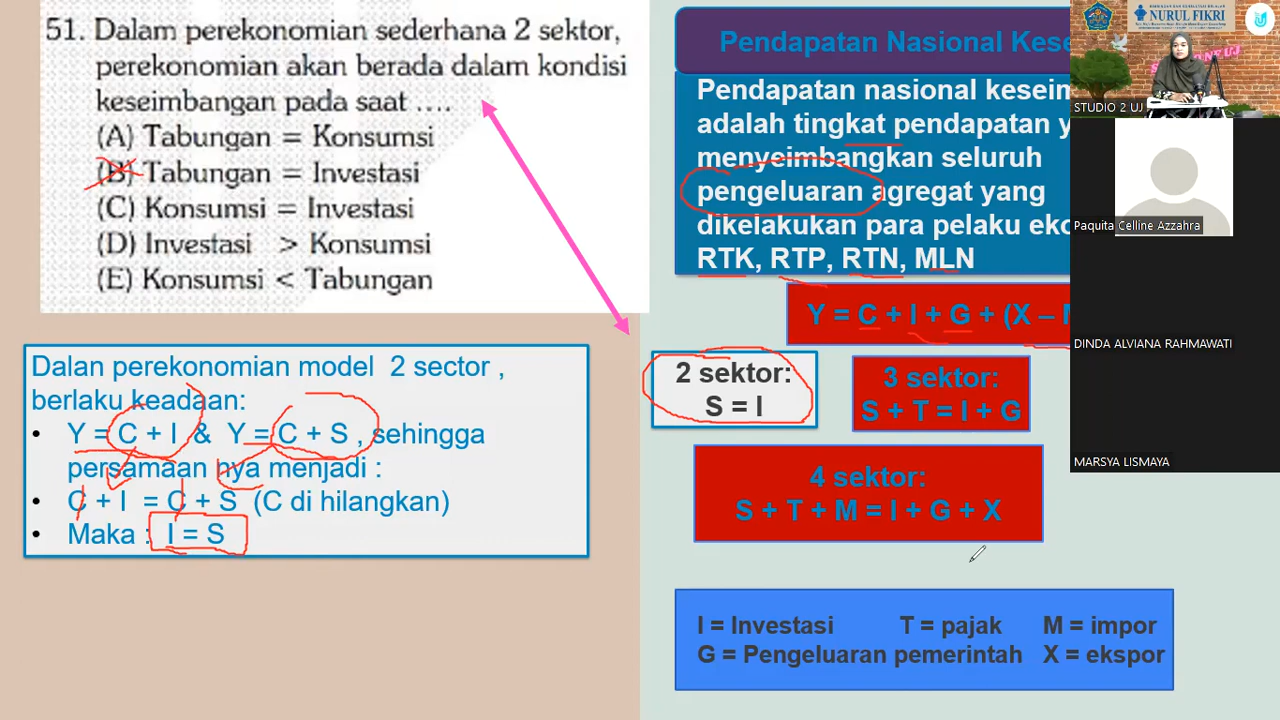 51. Dalam perekonomian sederhana 2 sektor,
perekonomian akan berada dalam kondisi
keseimbangan pada saat ....
(A) Tabungan = Konsumsi
(B) Tabungan = Investasi
(C) Konsumsi = Investasi
(D) Investasi > Konsumsi
(E) Konsumsi < Tabungan
Dalan perekonomian model 2 sector ,
berlaku keadaan:
• Y = C + I & Y = C + S , sehingga
persamaan nya menjadi :
• C + I = C + S (C di hilangkan)
• Maka : I = S
Pendapatan Nasional Kese
Pendapatan nasional keseim
adalah tingkat pendapatan y
menyeimbangkan seluruh
pengeluaran agregat yang
dikelakukan para pelaku eko
RTK, RTP, RTN, MLN
Y = C + I + G + (X – M
2 sektor:
S = I
3 sektor:
S + T = I + G
4 sektor:
S + T + M = I + G + X
I = Investasi T = pajak M = impor
G = Pengeluaran pemerintah X = ekspor
NURUL FIKRI
STUDIO 2 UJ
Paquita Celline Azzahra
DINDA ALVIANA RAHMAWATI
MARSYA LISMAYA